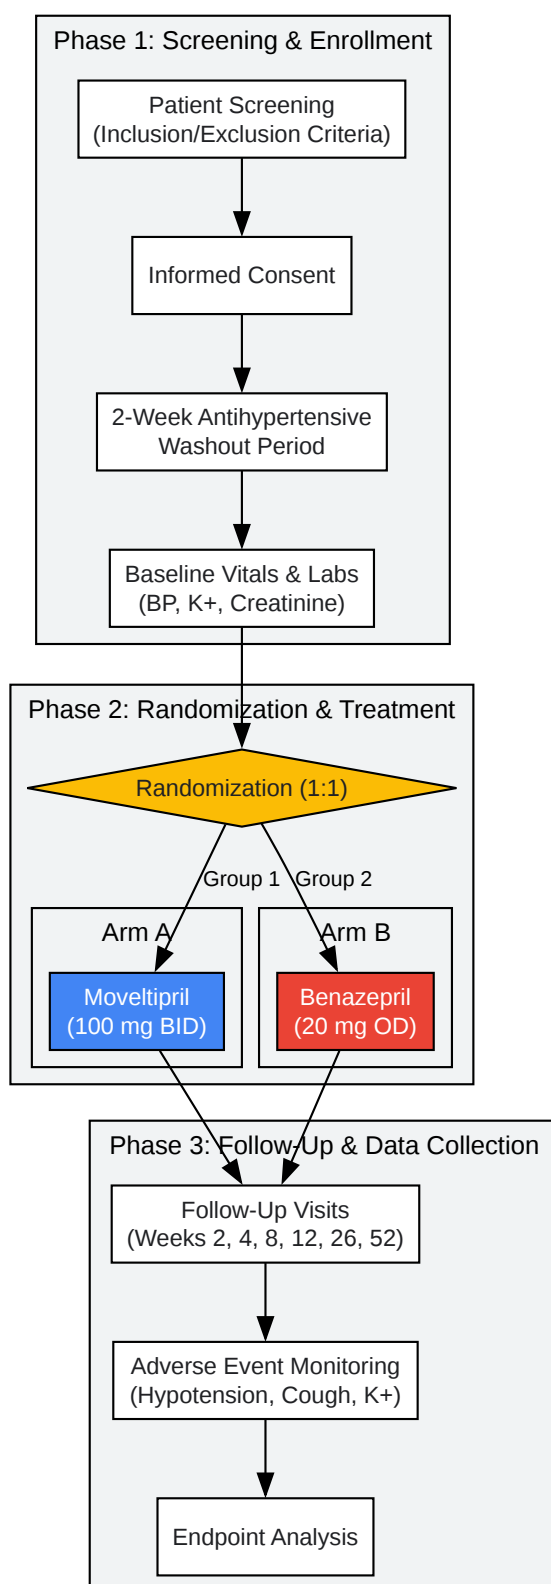 Phase 1: Screening & Enrollment
Patient Screening
(Inclusion/Exclusion Criteria)
Informed Consent
2-Week Antihypertensive
Washout Period
Baseline Vitals & Labs
(BP, K+, Creatinine)
Phase 2: Randomization & Treatment
Randomization (1:1)
Group 1
Group 2
Arm A
Moveltipril
(100 mg BID)
Arm B
Benazepril
(20 mg OD)
Phase 3: Follow-Up & Data Collection
Follow-Up Visits
(Weeks 2, 4, 8, 12, 26, 52)
Adverse Event Monitoring
(Hypotension, Cough, K+)
Endpoint Analysis